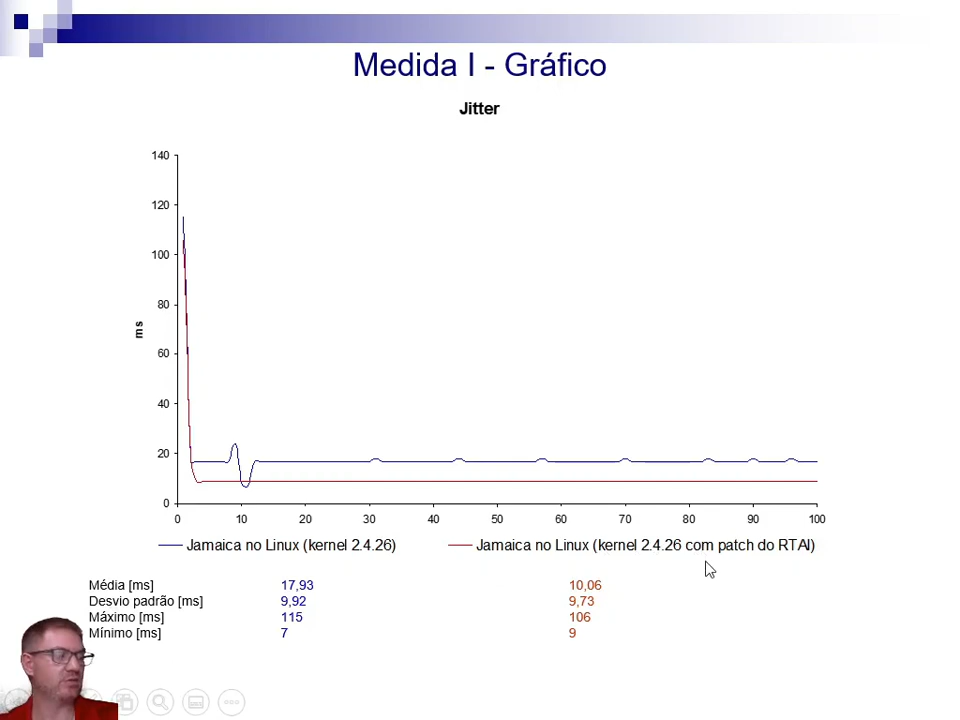 Medida I - Gráfico
Jitter
140
120
100
80
60
40
20
0
ms
0 10 20 30 40 50 60 70 80 90 100
Jamaica no Linux (kernel 2.4.26) Jamaica no Linux (kernel 2.4.26 com patch do RTAI)
Média [ms] 17,93 10,06
Desvio padrão [ms] 9,92 9,73
Máximo [ms] 115 106
Mínimo [ms] 7 9